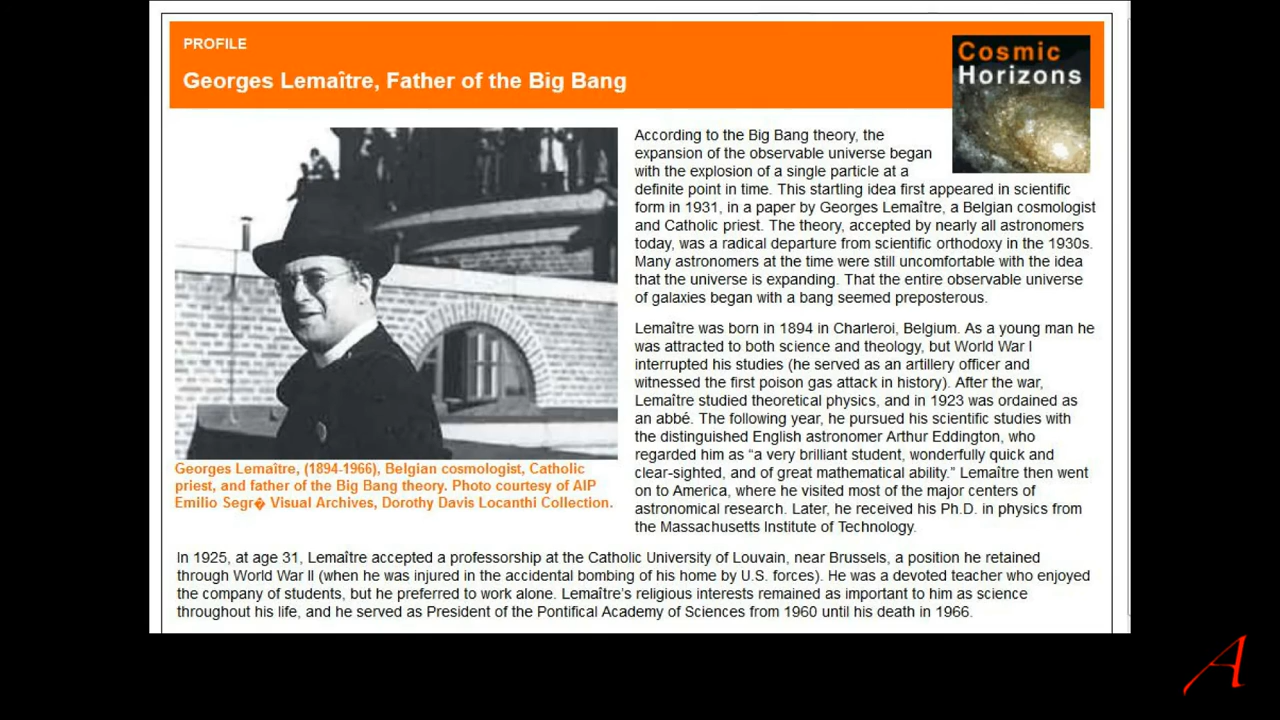 PROFILE
Georges Lemaître, Father of the Big Bang
Cosmic
Horizons
According to the Big Bang theory, the
expansion of the observable universe began
with the explosion of a single particle at a
definite point in time. This startling idea first appeared in scientific
form in 1931, in a paper by Georges Lemaître, a Belgian cosmologist
and Catholic priest. The theory, accepted by nearly all astronomers
today, was a radical departure from scientific orthodoxy in the 1930s.
Many astronomers at the time were still uncomfortable with the idea
that the universe is expanding. That the entire observable universe
of galaxies began with a bang seemed preposterous.
Lemaître was born in 1894 in Charleroi, Belgium. As a young man he
was attracted to both science and theology, but World War I
interrupted his studies (he served as an artillery officer and
witnessed the first poison gas attack in history). After the war,
Lemaître studied theoretical physics, and in 1923 was ordained as
an abbé. The following year, he pursued his scientific studies with
the distinguished English astronomer Arthur Eddington, who
regarded him as “a very brilliant student, wonderfully quick and
clear-sighted, and of great mathematical ability.” Lemaître then went
on to America, where he visited most of the major centers of
astronomical research. Later, he received his Ph.D. in physics from
the Massachusetts Institute of Technology.
Georges Lemaître, (1894-1966), Belgian cosmologist, Catholic
priest, and father of the Big Bang theory. Photo courtesy of AIP
Emilio Segr� Visual Archives, Dorothy Davis Locanthi Collection.
In 1925, at age 31, Lemaître accepted a professorship at the Catholic University of Louvain, near Brussels, a position he retained
through World War II (when he was injured in the accidental bombing of his home by U.S. forces). He was a devoted teacher who enjoyed
the company of students, but he preferred to work alone. Lemaître’s religious interests remained as important to him as science
throughout his life, and he served as President of the Pontifical Academy of Sciences from 1960 until his death in 1966.
A